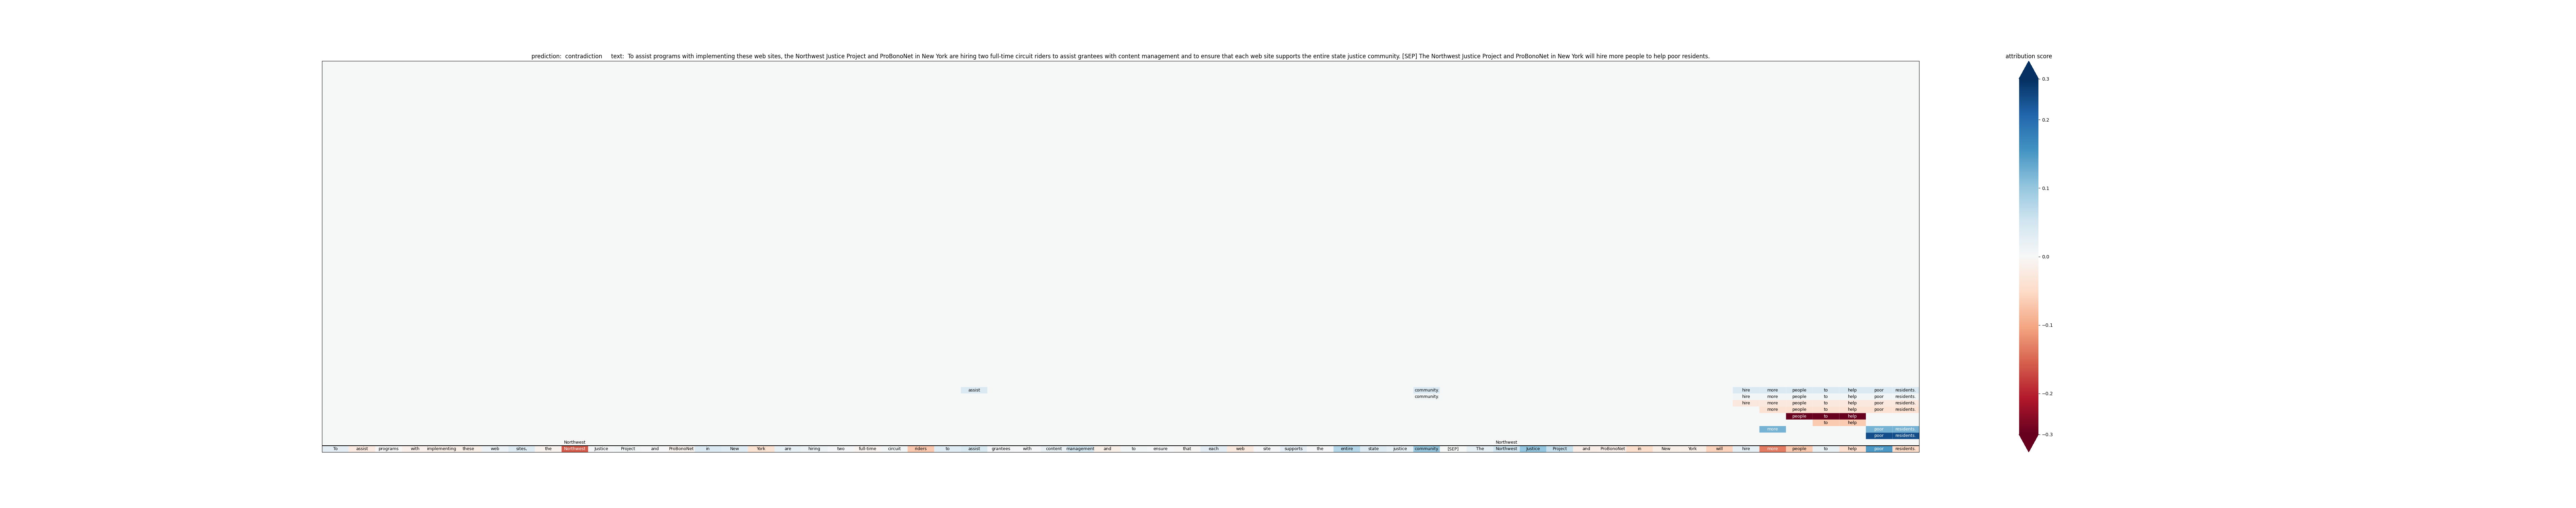 prediction: contradiction text: To assist programs with implementing these web sites, the Northwest Justice Project and ProBonoNet in New York are hiring two full-time circuit riders to assist grantees with content management and to ensure that each web site supports the entire state justice community. [SEP] The Northwest Justice Project and ProBonoNet in New York will hire more people to help poor residents.
attribution score
0.3
0.2
0.1
0.0
−0.1
−0.2
−0.3
assist community. hire more people to help poor residents.
community. hire more people to help poor residents.
hire more people to help poor residents.
more people to help poor residents.
people to help
to help
more poor residents.
poor residents.
Northwest Northwest
To assist programs with implementing these web sites, the Northwest Justice Project and ProBonoNet in New York are hiring two full-time circuit riders to assist grantees with content management and to ensure that each web site supports the entire state justice community. [SEP] The Northwest Justice Project and ProBonoNet in New York will hire more people to help poor residents.